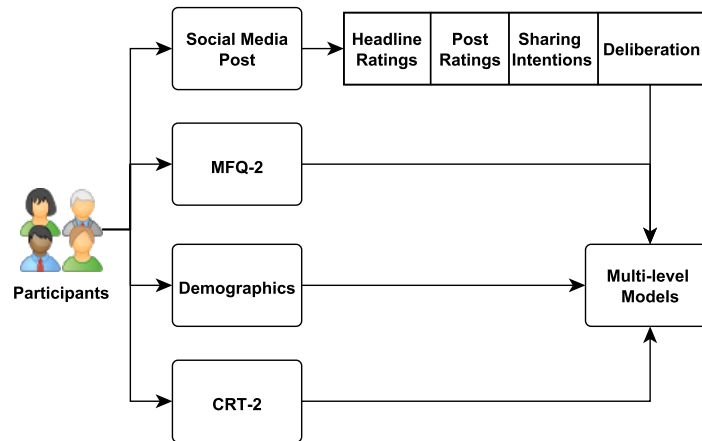 Social Media
Post
Headline
Ratings
Post
Ratings
Sharing
Intentions
Deliberation
MFQ-2
Participants
Demographics
Multi-level
Models
CRT-2